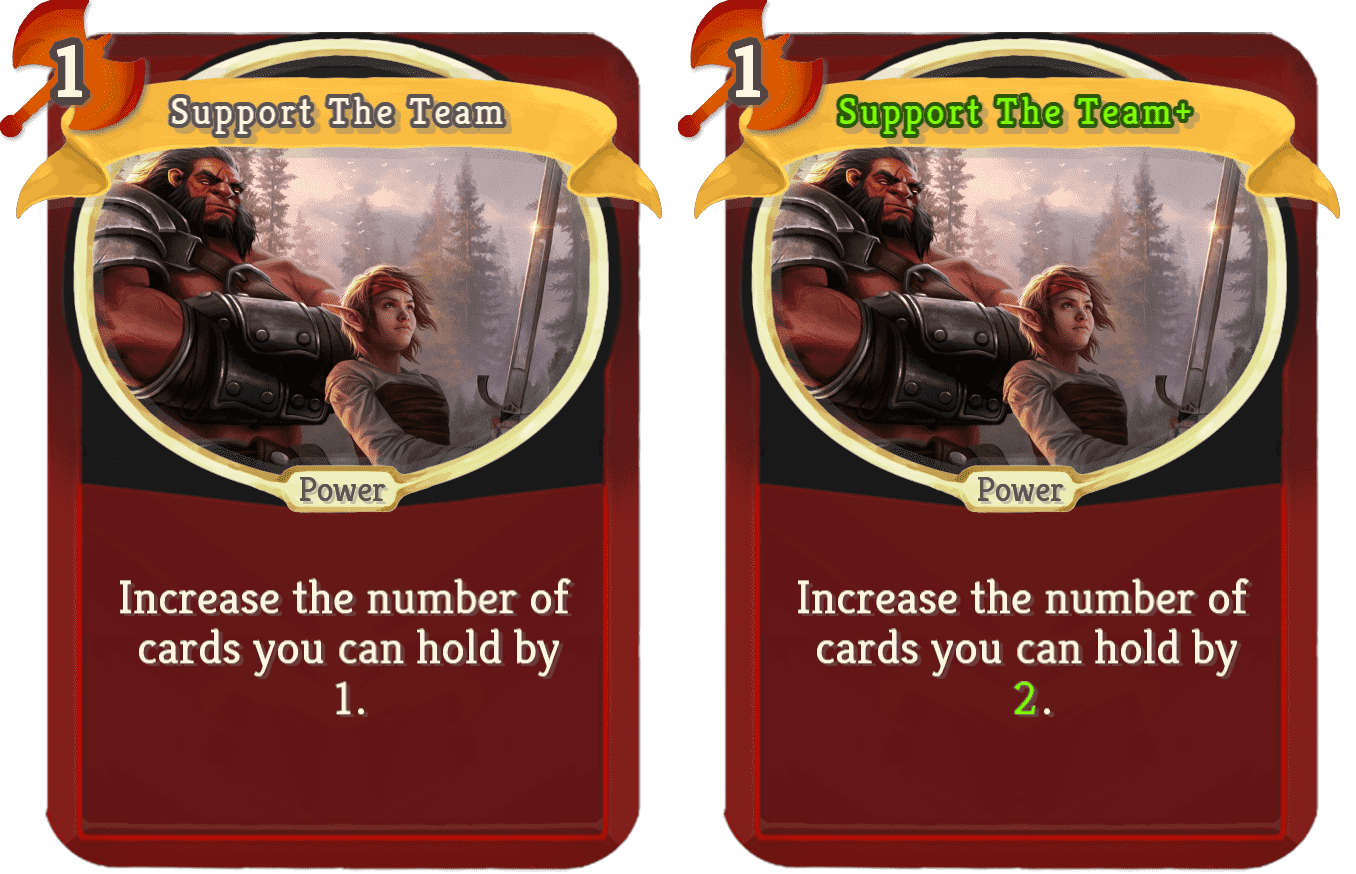 1
Support The Team
Power
Increase the number of
cards you can hold by
1.
1
Support The Team+
Power
Increase the number of
cards you can hold by
2.